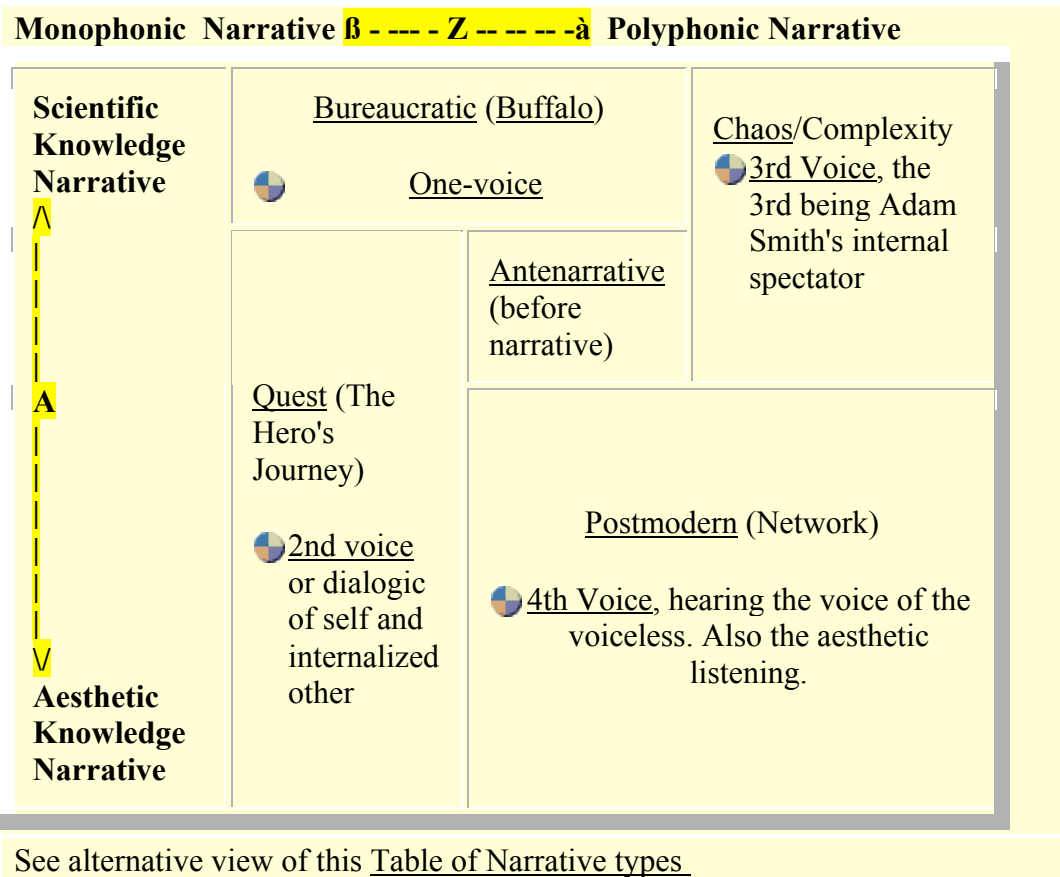 Monophonic  Narrative ß - --- - Z -- -- -- -à  Polyphonic Narrative
Scientific
Knowledge
Narrative
/\
|
|
|
|
A
|
|
|
|
|
|
\/
Aesthetic
Knowledge
Narrative
Bureaucratic (Buffalo)
One-voice
Chaos/Complexity
3rd Voice, the
3rd being Adam
Smith's internal
spectator
Quest (The
Hero's
Journey)
2nd voice
or dialogic
of self and
internalized
other
Antenarrative
(before
narrative)
Postmodern (Network)
4th Voice, hearing the voice of the
voiceless. Also the aesthetic
listening.
See alternative view of this Table of Narrative types